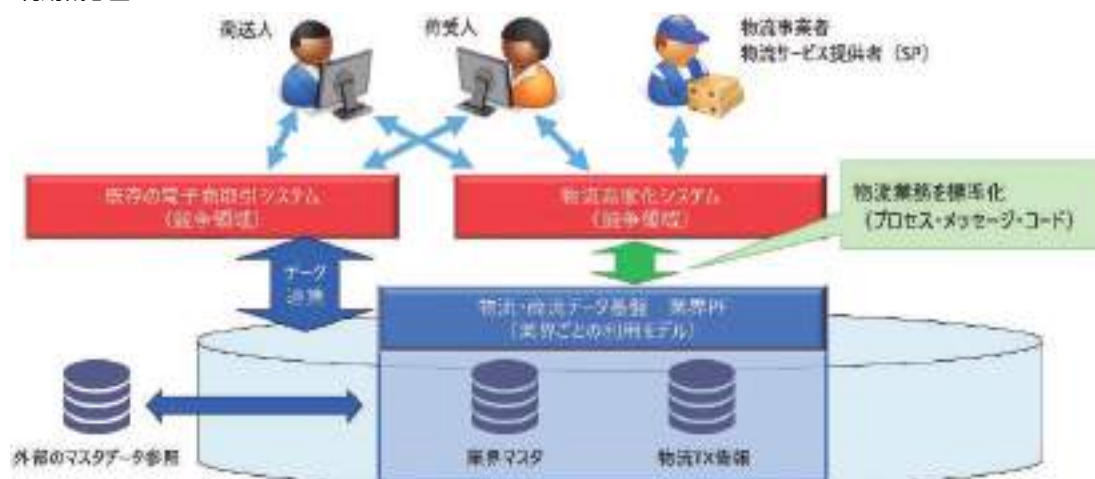 荷送人
荷受人
物流事業者
物流サービス提供者（SP）
既存の電子商取引システム
（競争領域）
物流高度化システム
（競争領域）
物流業務を標準化
（プロセス・メッセージ・コード）
データ
連携
物流・商流データ基盤 業界PF
（業界ごとの利用モデル）
外部のマスタデータ参照
業界マスタ
物流TX情報